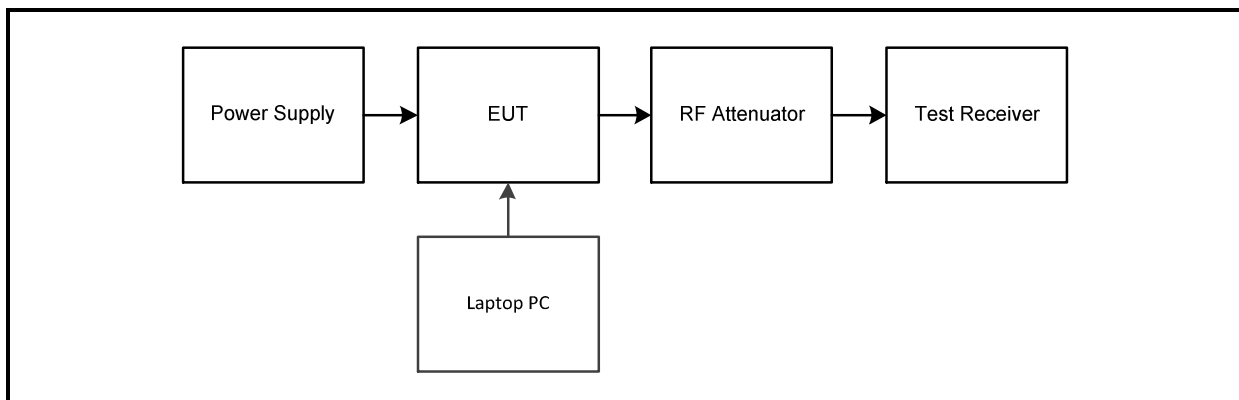 Power Supply
EUT
RF Attenuator
Test Receiver
Laptop PC